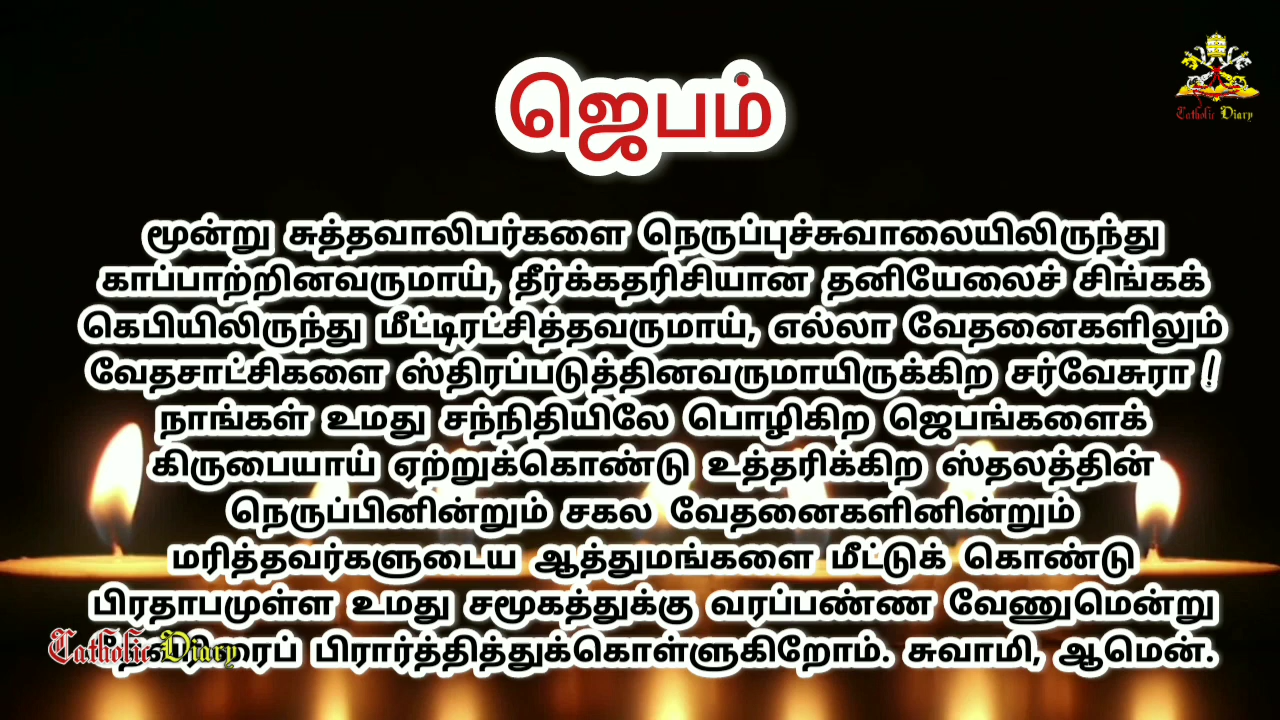 ஜெபம்
Catholic Diary
மூன்று சுத்தவாலிபர்களை நெருப்புச்சுவாலையிலிருந்து
காப்பாற்றினவருமாய், தீர்க்கதரிசியான தனியேலைச் சிங்கக்
கெபியிலிருந்து மீட்டிரட்சித்தவருமாய், எல்லா வேதனைகளிலும்
வேதசாட்சிகளை ஸ்திரப்படுத்தினவருமாயிருக்கிற சர்வேசுரா !
நாங்கள் உமது சந்நிதியிலே பொழிகிற ஜெபங்களைக்
கிருபையாய் ஏற்றுக்கொண்டு உத்தரிக்கிற ஸ்தலத்தின்
நெருப்பினின்றும் சகல வேதனைகளினின்றும்
மரித்தவர்களுடைய ஆத்துமங்களை மீட்டுக் கொண்டு
பிரதாபமுள்ள உமது சமூகத்துக்கு வரப்பண்ண வேணுமென்று
பிரார்த்தித்துக்கொள்ளுகிறோம். சுவாமி, ஆமென்.
Catholic Diary